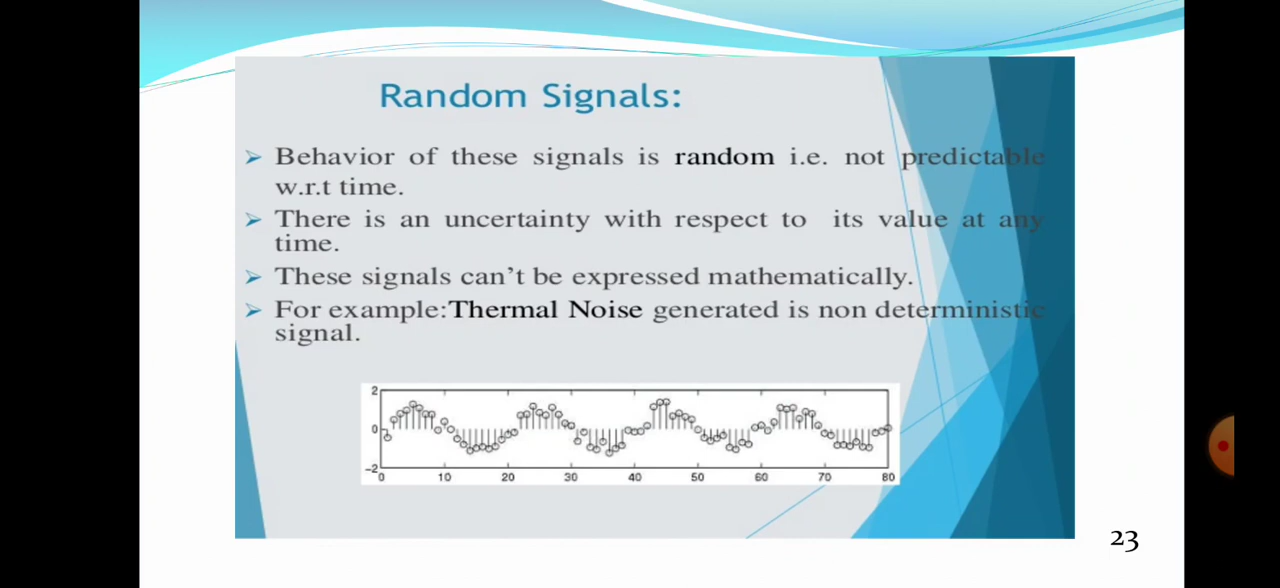 Random Signals:
Behavior of these signals is random i.e. not predictable
w.r.t time.
There is an uncertainty with respect to its value at any
time.
These signals can't be expressed mathematically.
For example:Thermal Noise generated is non deterministic
signal.
2
0
-2
0 10 20 30 40 50 60 70 80
23